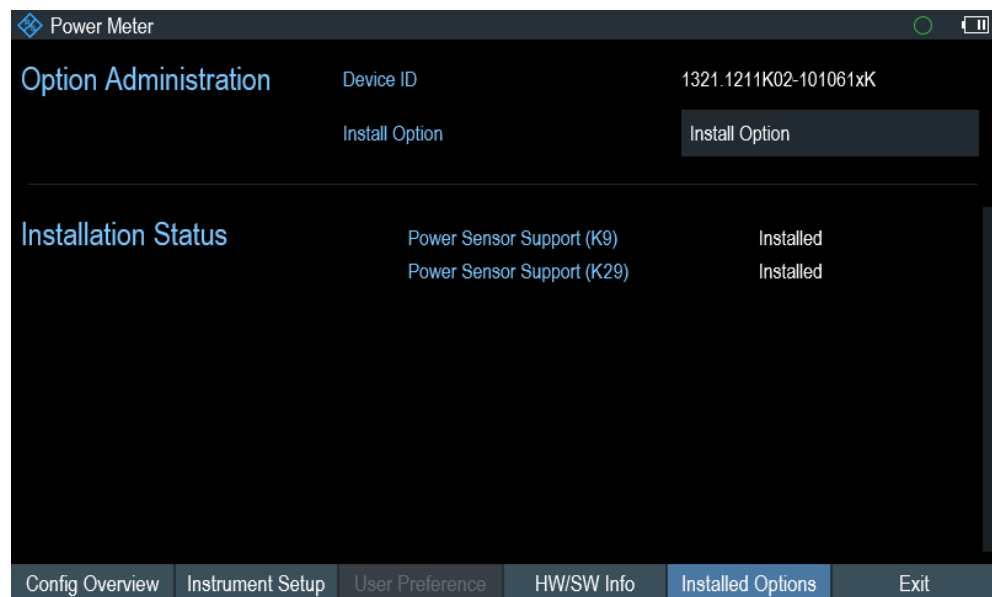 Power Meter
Option Administration Device ID 1321.1211K02-101061xK
Install Option Install Option
Installation Status Power Sensor Support (K9) Installed
Power Sensor Support (K29) Installed
Config Overview Instrument Setup User Preference HW/SW Info Installed Options Exit